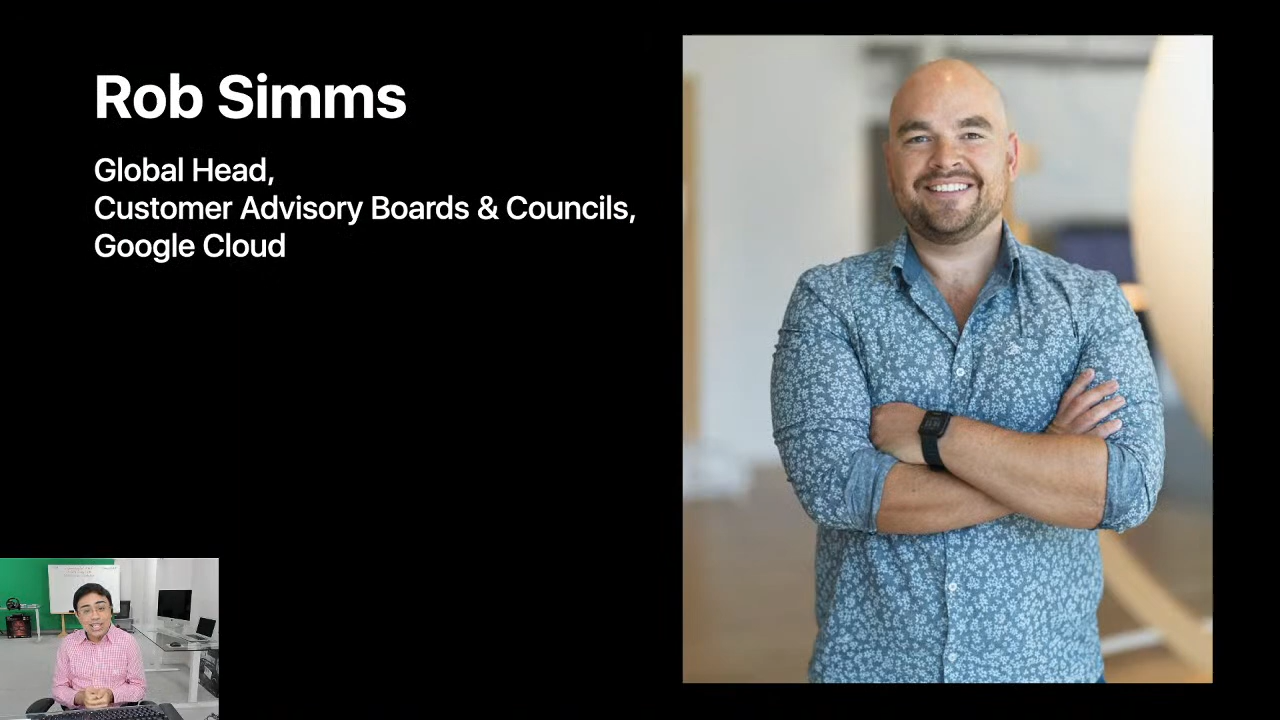 Rob Simms
Global Head,
Customer Advisory Boards & Councils,
Google Cloud